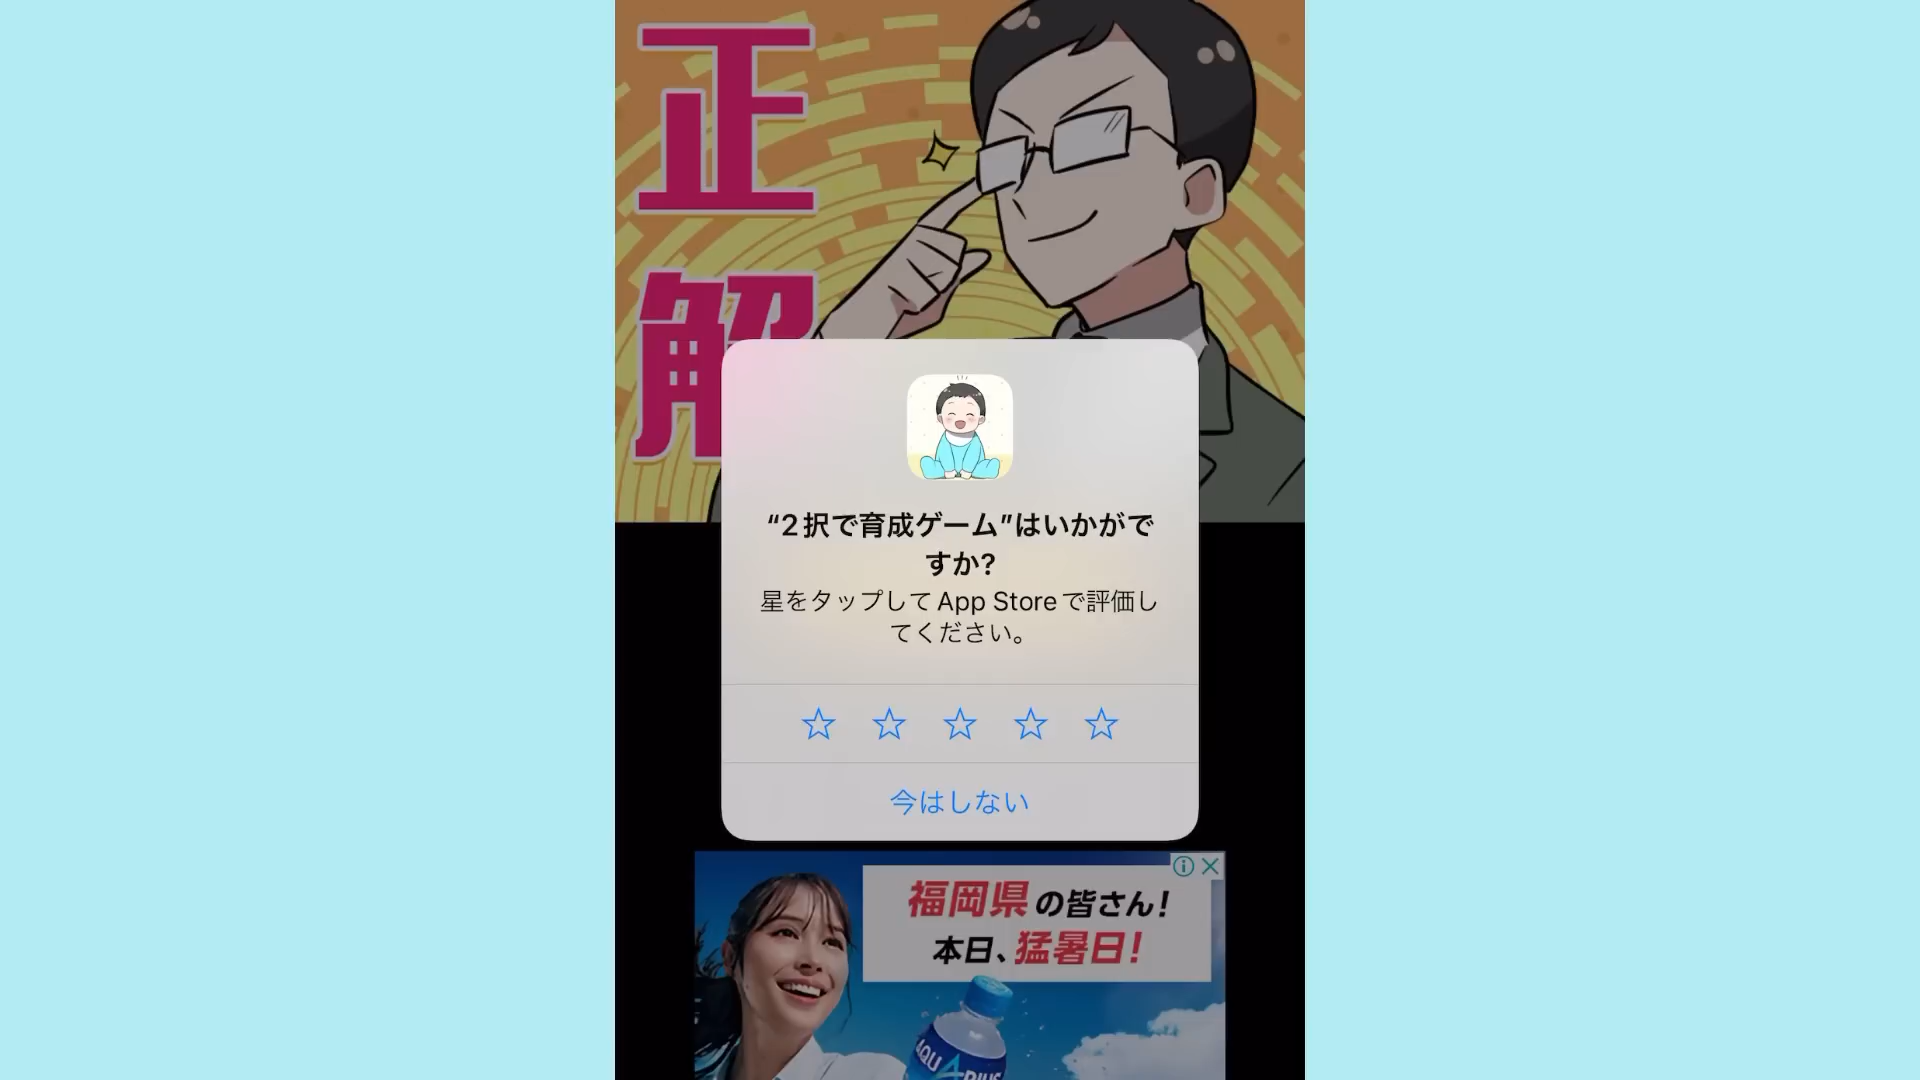 正解
“2択で育成ゲーム”はいかがで
すか?
星をタップしてApp Storeで評価し
てください。
今はしない
福岡県の皆さん!
本日、猛暑日!
AQUARIUS